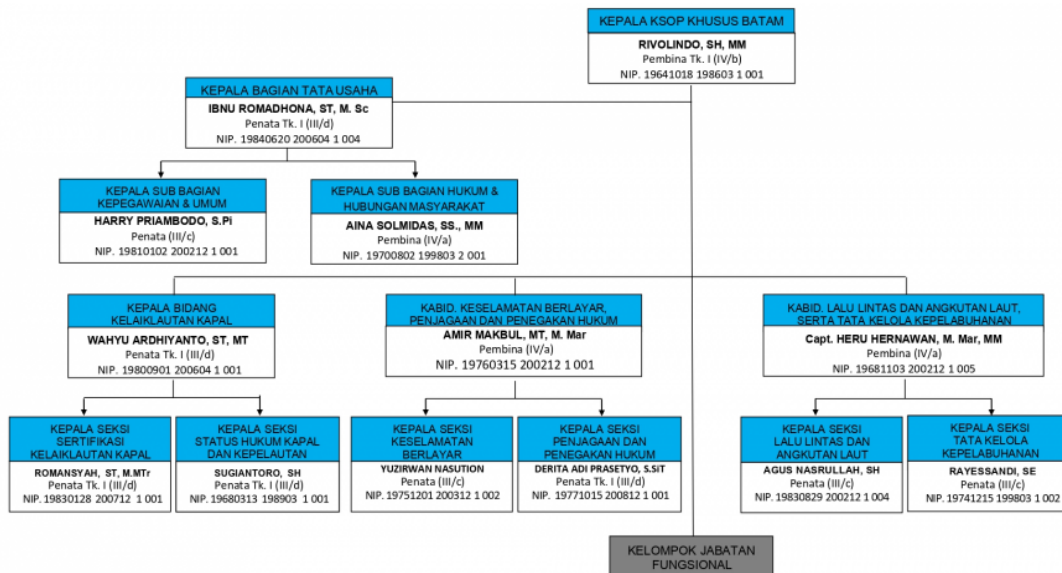 KEPALA KSOP KHUSUS BATAM
RIVOLINDO, SH, MM
Pembina Tk. I (IV/b)
NIP. 19641018 198603 1 001
KEPALA BAGIAN TATA USAHA
IBNU ROMADHONA, ST, M. Sc
Penata Tk. I (III/d)
NIP. 19840620 200604 1 004
KEPALA SUB BAGIAN
KEPEGAWAIAN & UMUM
HARRY PRIAMBODO, S.Pi
Penata (III/c)
NIP. 19810102 200212 1 001
KEPALA SUB BAGIAN HUKUM &
HUBUNGAN MASYARAKAT
AINA SOLMIDAS, SS., MM
Pembina (IV/a)
NIP. 19700802 199803 2 001
KEPALA BIDANG
KELAIKLAUTAN KAPAL
WAHYU ARDHIYANTO, ST, MT
Penata Tk. I (III/d)
NIP. 19800901 200604 1 001
KABID. KESELAMATAN BERLAYAR,
PENJAGAAN DAN PENEGAKAN HUKUM
AMIR MAKBUL, MT, M. Mar
Pembina (IV/a)
NIP. 19760315 200212 1 001
KABID. LALU LINTAS DAN ANGKUTAN LAUT,
SERTA TATA KELOLA KEPELABUHANAN
Capt. HERU HERNAWAN, M. Mar, MM
Pembina (IV/a)
NIP. 19681103 200212 1 005
KEPALA SEKSI
SERTIFIKASI
KELAIKLAUTAN KAPAL
ROMANSYAH, ST, M.MTr
Penata Tk. I (III/d)
NIP. 19830128 200712 1 001
KEPALA SEKSI
STATUS HUKUM KAPAL
DAN KEPELAUTAN
SUGIANTORO, SH
Penata Tk. I (III/d)
NIP. 19680313 198903 1 001
KEPALA SEKSI
KESELAMATAN
BERLAYAR
YUZIRWAN NASUTION
Penata (III/c)
NIP. 19751201 200312 1 002
KEPALA SEKSI
PENJAGAAN DAN
PENEGAKAN HUKUM
DERITA ADI PRASETYO, S.SiT
Penata Tk. I (III/d)
NIP. 19771015 200812 1 001
KEPALA SEKSI
LALU LINTAS DAN
ANGKUTAN LAUT
AGUS NASRULLAH, SH
Penata (III/c)
NIP. 19830829 200212 1 004
KEPALA SEKSI
TATA KELOLA
KEPELABUHANAN
RAYESSANDI, SE
Penata (III/c)
NIP. 19741215 199803 1 002
KELOMPOK JABATAN
FUNGSIONAL